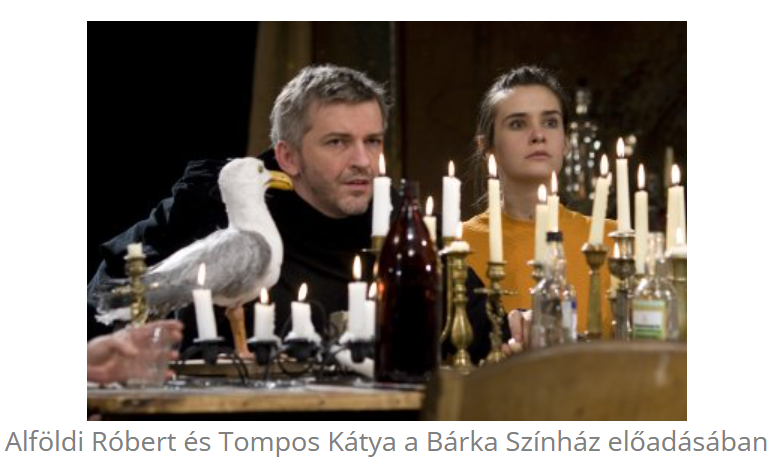 Alföldi Róbert és Tompos Kátya a Bárka Színház előadásában